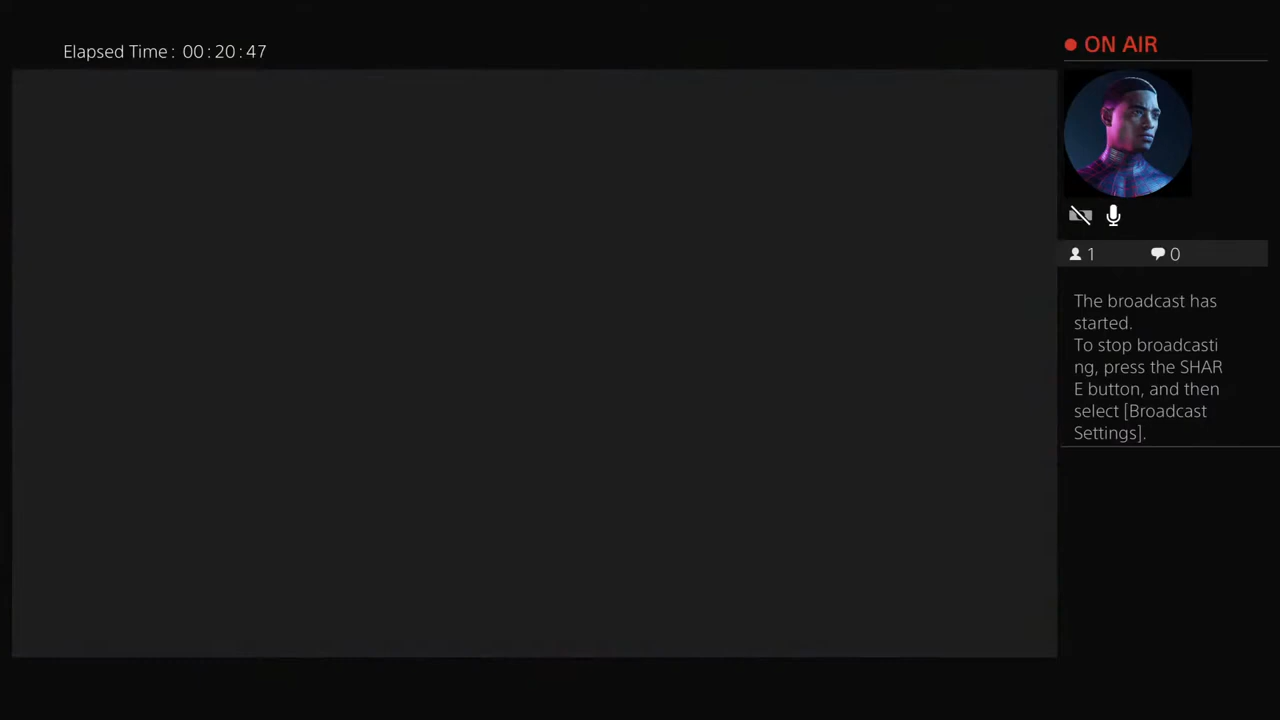 Elapsed Time: 00:20:47
ON AIR
1 0
The broadcast has
started.
To stop broadcasti
ng, press the SHAR
E button, and then
select [Broadcast
Settings].